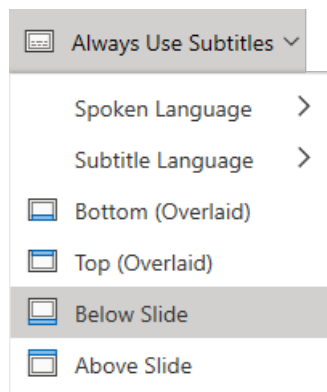 Always Use Subtitles
Spoken Language
Subtitle Language
Bottom (Overlaid)
Top (Overlaid)
Below Slide
Above Slide